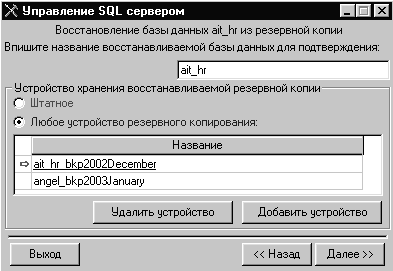 Управление SQL сервером
Восстановление базы данных ait_hr из резервной копии
Впишите название восстанавливаемой базы данных для подтверждения:
ait_hr
Устройство хранения восстанавливаемой резервной копии
Штатное
Любое устройство резервного копирования:
Название
ait_hr_bkp2002December
angel_bkp2003January
Удалить устройство
Добавить устройство
Выход
<< Назад
Далее >>